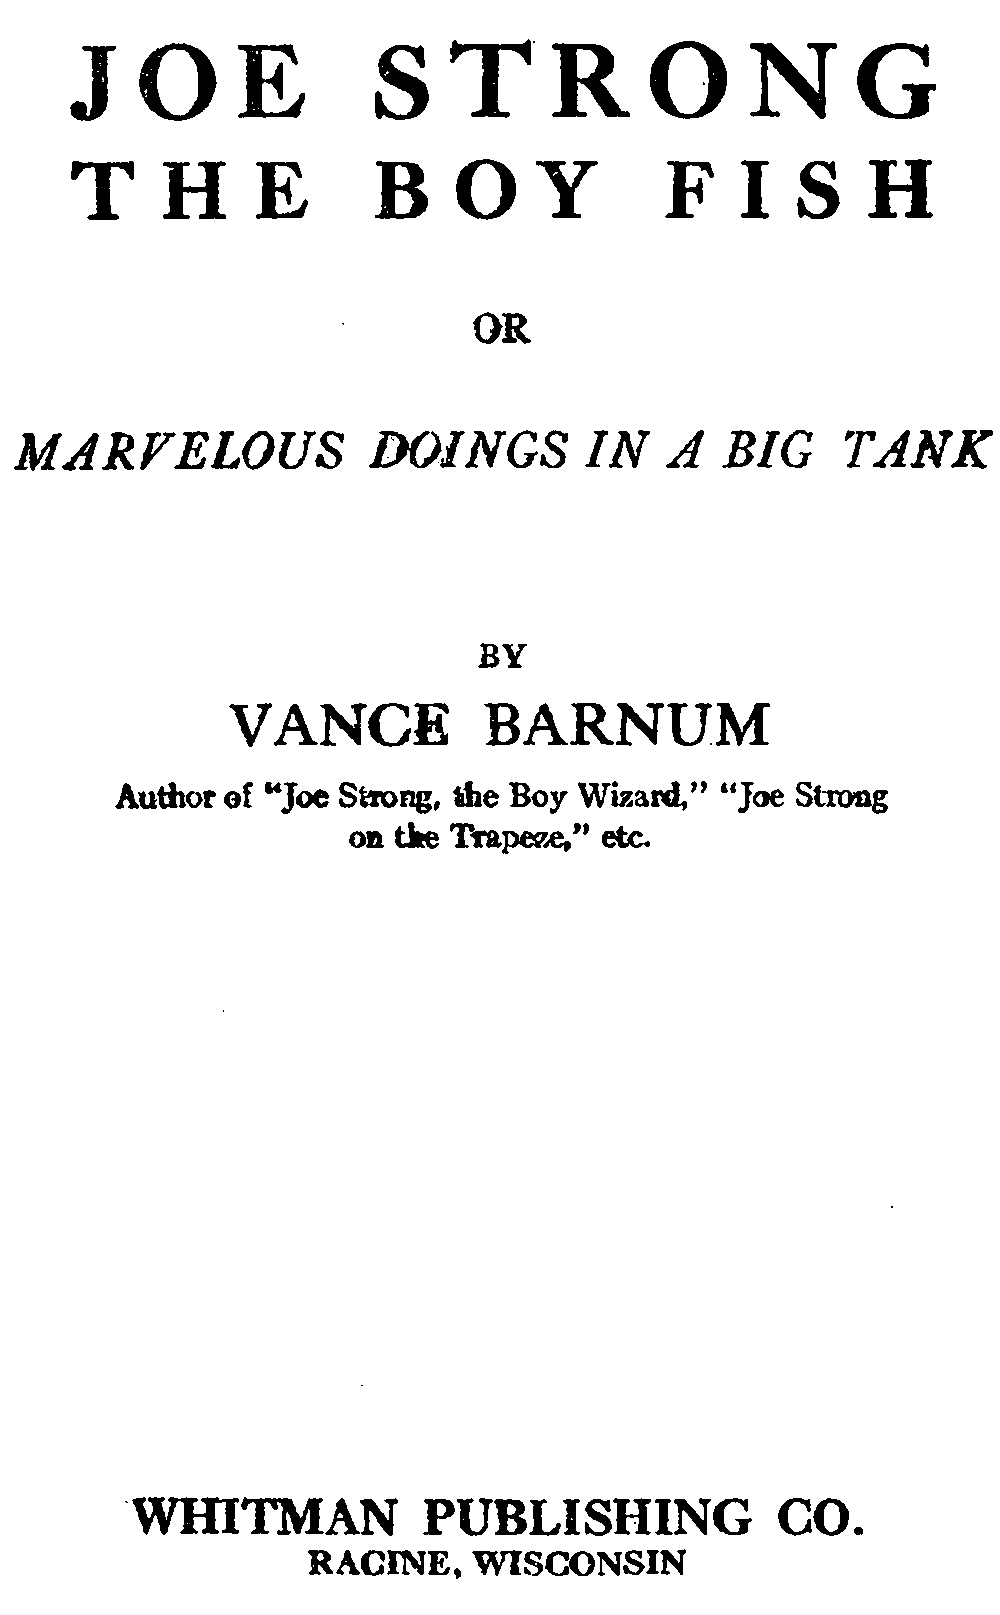 JOE STRONG
THE BOY FISH
OR
MARVELOUS DOINGS IN A BIG TANK
BY
VANCE BARNUM
Author of "Joe Strong, the Boy Wizard," "Joe Strong
on the Trapeze," etc.
WHITMAN PUBLISHING CO.
RACINE, WISCONSIN